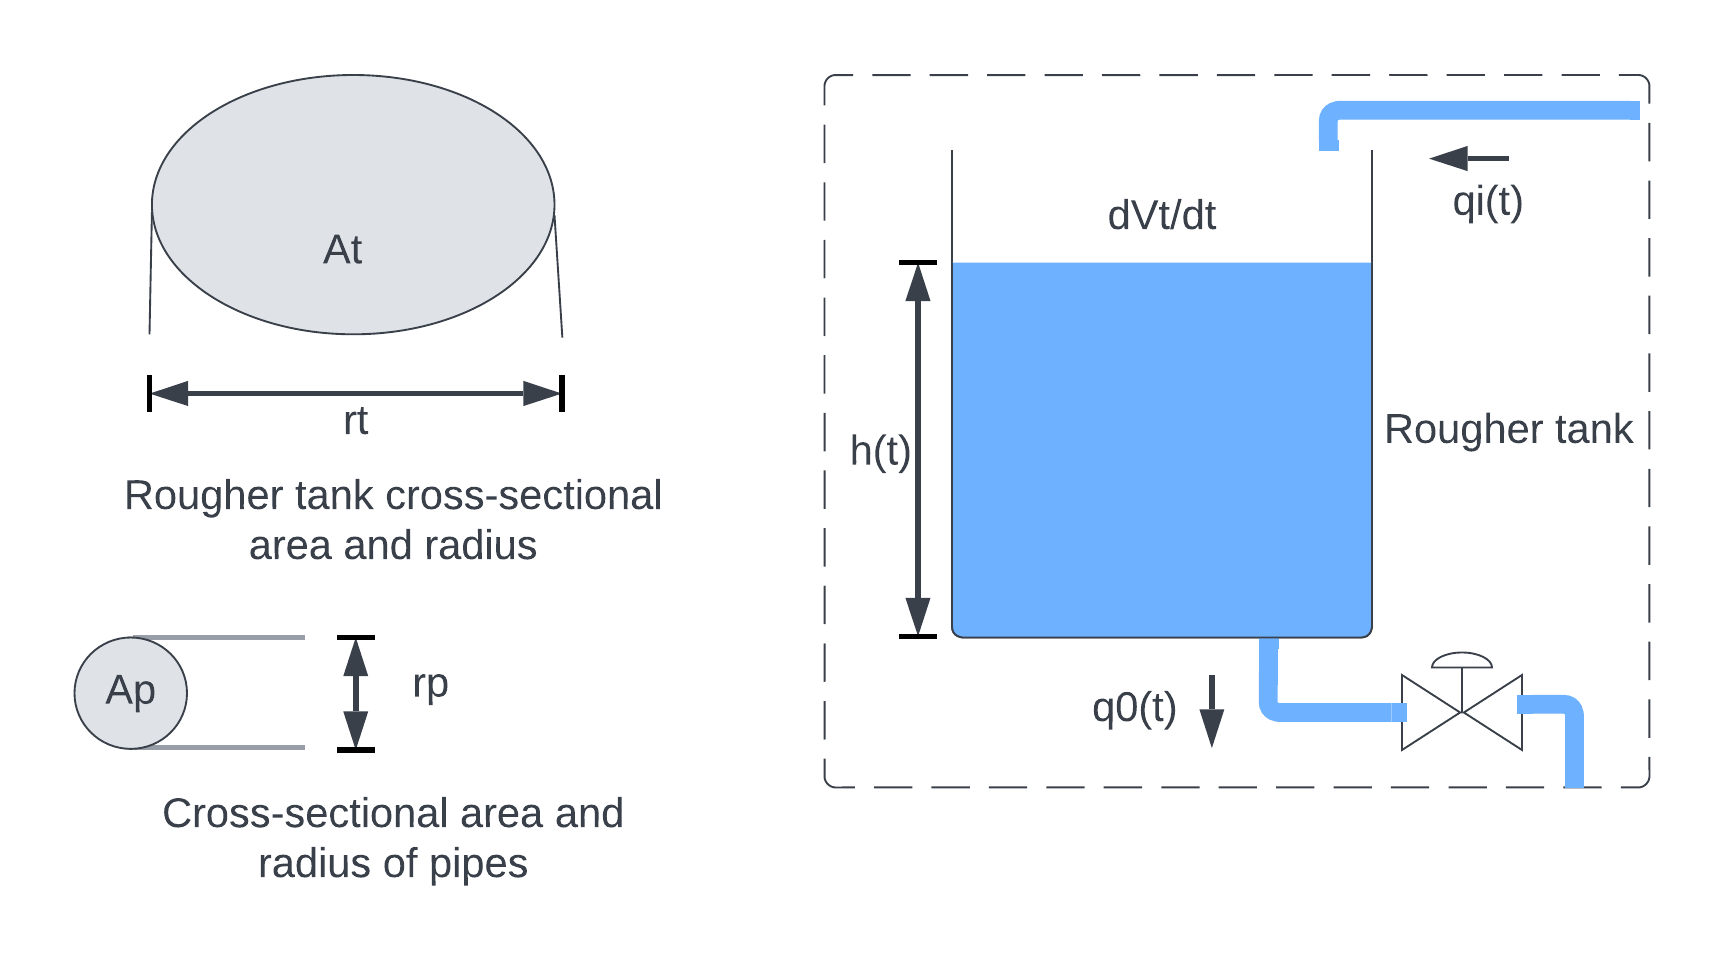 At
rt
Rougher tank cross-sectional
area and radius
Ap
rp
Cross-sectional area and
radius of pipes
dVt/dt
qi(t)
h(t)
Rougher tank
q0(t)